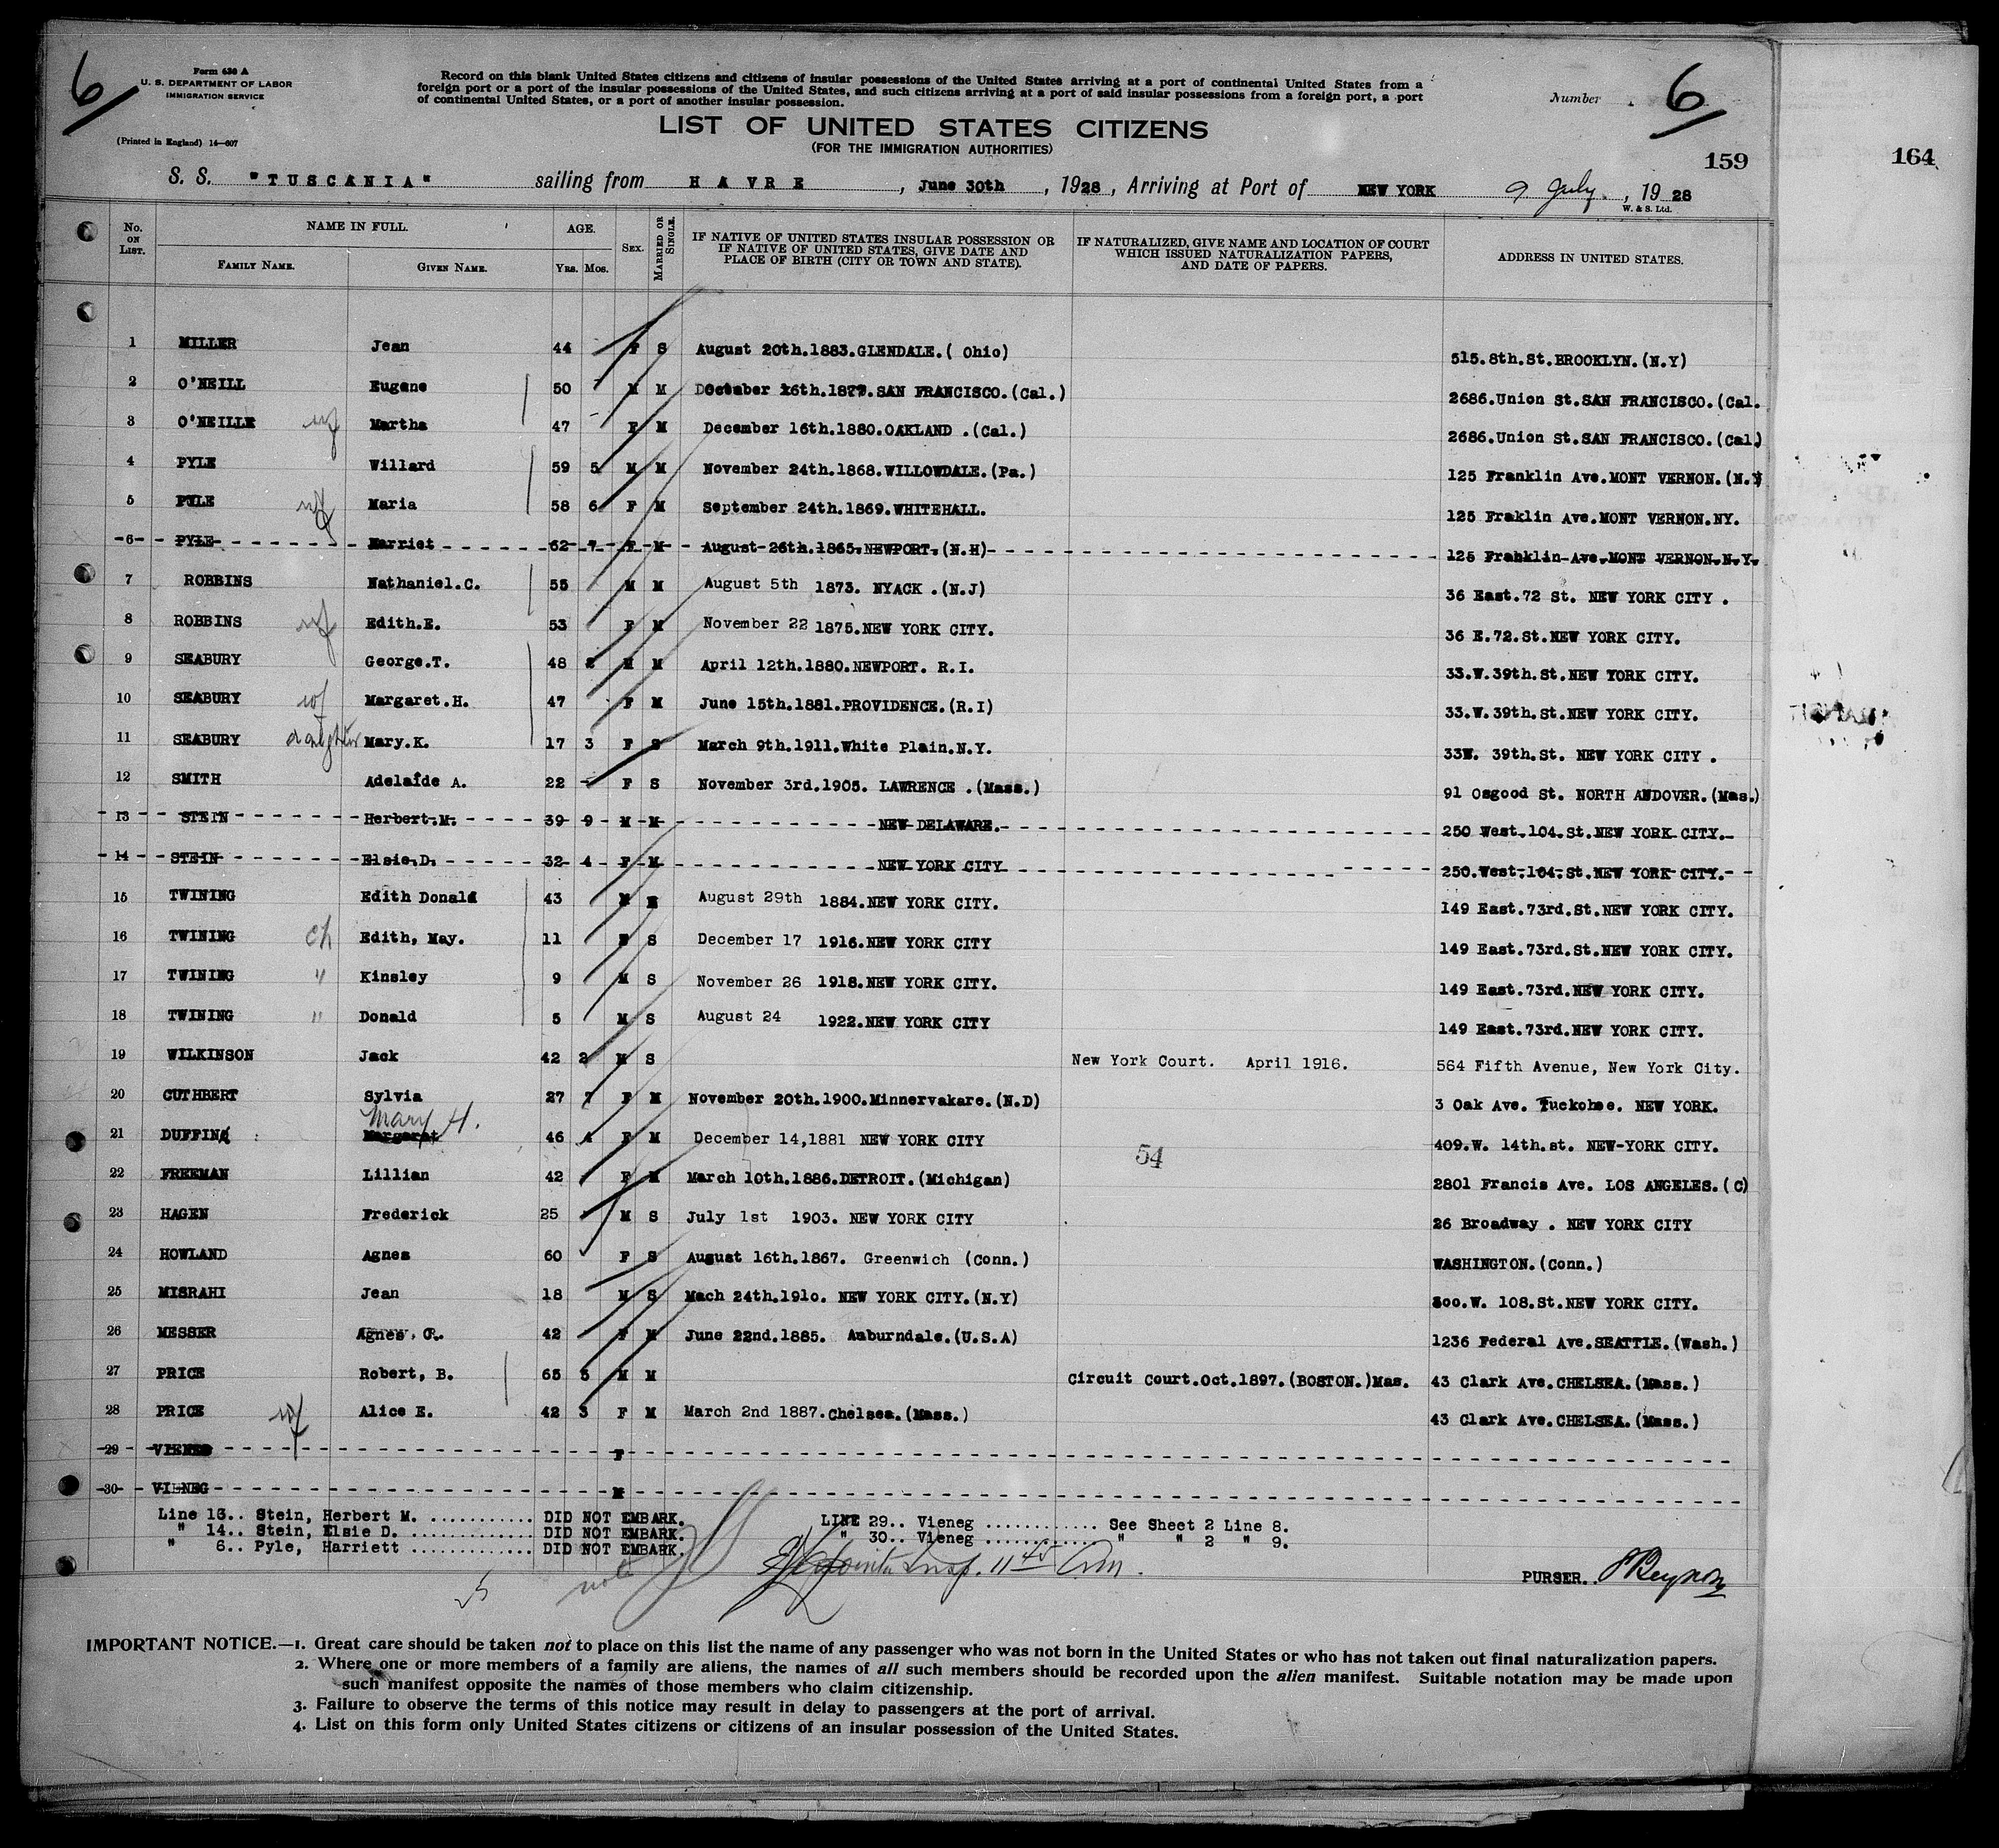 6
Form 630 A
U. S. DEPARTMENT OF LABOR
IMMIGRATION SERVICE
(Printed in England) 14—607
Record on this blank United States citizens and citizens of insular possessions of the United States arriving at a port of continental United States from a
foreign port or a port of the insular possessions of the United States, and such citizens arriving at a port of said insular possessions from a foreign port, a port
of continental United States, or a port of another insular possession.
Number 6
LIST OF UNITED STATES CITIZENS
(FOR THE IMMIGRATION AUTHORITIES)
159
164
S. S. "TUSCANIA" sailing from HAVRE, June 30th, 1928, Arriving at Port of NEW YORK 9 July, 1928
W. & S. Ltd.
No. ON LIST. NAME IN FULL. FAMILY NAME. GIVEN NAME. AGE. YRS. MOS. SEX. MARRIED OR SINGLE. IF NATIVE OF UNITED STATES INSULAR POSSESSION OR IF NATIVE OF UNITED STATES, GIVE DATE AND PLACE OF BIRTH (CITY OR TOWN AND STATE). IF NATURALIZED, GIVE NAME AND LOCATION OF COURT WHICH ISSUED NATURALIZATION PAPERS, AND DATE OF PAPERS. ADDRESS IN UNITED STATES.
1 MILLER Jean 44 F S August 20th.1883.GLENDALE.( Ohio) 515.8th.St.BROOKLYN.(N.Y)
2 O'NEILL Eugene 50 M M 16th.1877.SAN FRANCISCO.(Cal.) 2686.Union St.SAN FRANCISCO.(Cal.
3 O'NEILLE wf Martha 47 F M December 16th.1880.OAKLAND .(Cal.) 2686.Union St.SAN FRANCISCO.(Cal.)
4 PYLE Willard 59 5 M M November 24th.1868.WILLOWDALE.(Pa.) 125 Franklin Ave.MONT VERNON.(N.Y
5 PYLE wf Maria 58 6 F M September 24th.1869.WHITEHALL. 125 Fraklin Ave.MONT VERNON.NY.
6 PYLE Harriet 62 F M August 26th.1865.NEWPORT.(N.H) 125 Frahklin Ave.MONT VERNON.N.Y.
7 ROBBINS Nathaniel.C. 55 M M August 5th 1873. NYACK .(N.J) 36 East.72 St. NEW YORK CITY .
8 ROBBINS wf Edith.E. 53 F M November 22 1875.NEW YORK CITY. 36 E.72.St.NEW YORK CITY.
9 SEABURY George.T. 48 2 M M April 12th.1880.NEWPORT. R.I. 33.W.39th.St.NEW YORK CITY.
10 SEABURY wf Margaret.H. 47 F M June 15th.1881.PROVIDENCE.(R.I) 33.W.39th.St.NEW YORK CITY.
11 SEABURY daughter Mary.K. 17 3 F S March 9th.1911.White Plain.N.Y. 33W. 39th.St. NEW YORK CITY .
12 SMITH Adelaide A. 22 - F S November 3rd.1905. LAWRENCE .(Mass.) 91 Osgood St. NORTH ANDOVER.(Mas.)
13 STEIN Herbert.M. 39 9 M M NEW DELAWARE. 250 West.104.St.NEW YORK CITY.
14 STEIN Elsie.D. 32 4 F M NEW YORK CITY 250.West.104.St.NEW YORK CITY.
15 TWINING Edith Donald 43 August 29th 1884.NEW YORK CITY. 149 East.73rd.St.NEW YORK CITY.
16 TWINING ch Edith, May. 11 S December 17 1916.NEW YORK CITY 149 East.73rd.St.NEW YORK CITY.
17 TWINING " Kinsley 9 M S November 26 1918.NEW YORK CITY. 149 East.73rd.NEW YORK CITY.
18 TWINING " Donald 5 M S August 24 1922.NEW YORK CITY 149 East.73rd.NEW YORK CITY.
19 WILKINSON Jack 42 2 M S New York Court. April 1916. 564 Fifth Avenue, New York City.
20 CUTHBERT Sylvia 27 7 F M November 20th.1900.Minnervakare.(N.D) 3 Oak Ave. Tuckohoe. NEW YORK.
Mary H.
21 DUFFING Margaret 46 4 F M December 14,1881 NEW YORK CITY 409.W. 14th.st. NEW-YORK CITY.
54
22 FREEMAN Lillian 42 F M March 10th.1886.DETROIT.(Michigan) 2801 Francis Ave. LOS ANGELES.(C)
23 HAGEN Frederick 25 M S July 1st 1903. NEW YORK CITY 26 Broadway . NEW YORK CITY
24 HOWLAND Agnes 60 F S August 16th.1867. Greenwich (Conn.) WASHINGTON.(Conn.)
25 MISRAHI Jean 18 M S Mach 24th.1910. NEW YORK CITY.(N.Y) 300.W. 108.St.NEW YORK CITY.
26 MESSER Agnes. 42 F M June 22nd.1885. Auburndale.(U.S.A) 1236 Federal Ave.SEATTLE.(Wash.)
27 PRICE Robert, B. 65 5 M M Circuit Court.Oct.1897.(BOSTON.)Mas. 43 Clark Ave.CHELSEA.(Mass.)
28 PRICE wf Alice E. 42 3 F M March 2nd 1887.Chelsea.(Mass.) 43 Clark Ave.CHELSEA.(Mass.)
29 VIENEG F
30 VIENEG M
Line 13.. Stein, Herbert M. ........... DID NOT EMBARK. LINE 29.. Vieneg ............ See Sheet 2 Line 8.
" 14.. Stein, Elsie D. ............. DID NOT EMBARK. " 30.. Vieneg ............ " " 2 " 9.
" 6.. Pyle, Harriett ............. DID NOT EMBARK.
Insp. 11 45 Am.
PURSER.
IMPORTANT NOTICE.—1. Great care should be taken not to place on this list the name of any passenger who was not born in the United States or who has not taken out final naturalization papers.
2. Where one or more members of a family are aliens, the names of all such members should be recorded upon the alien manifest. Suitable notation may be made upon
such manifest opposite the names of those members who claim citizenship.
3. Failure to observe the terms of this notice may result in delay to passengers at the port of arrival.
4. List on this form only United States citizens or citizens of an insular possession of the United States.